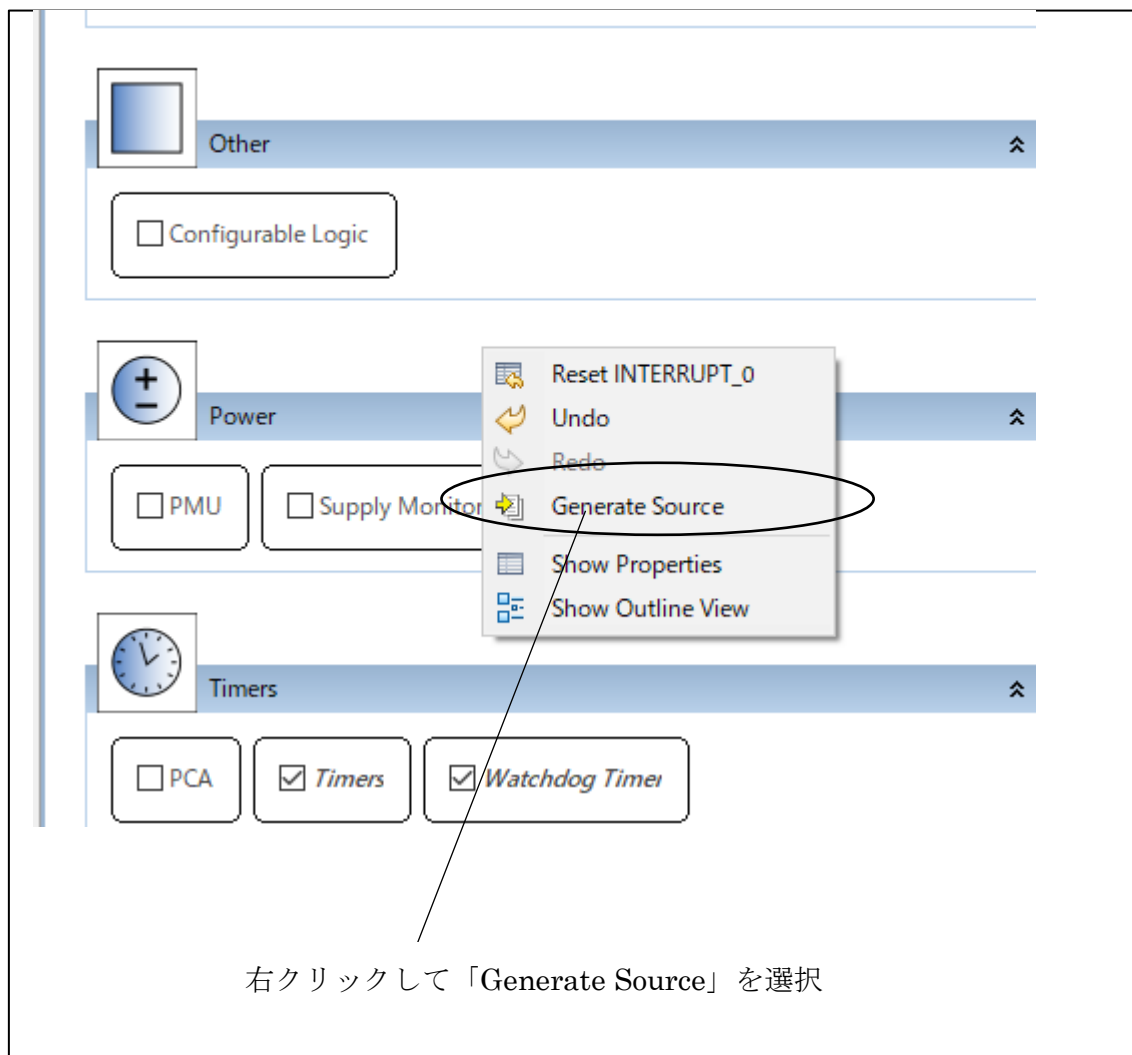 Other
Configurable Logic
Reset INTERRUPT_0
Undo
Power
Redo
PMU
Supply Monitor
Generate Source
Show Properties
Show Outline View
Timers
PCA
Timers
Watchdog Timer
右クリックして「Generate Source」を選択